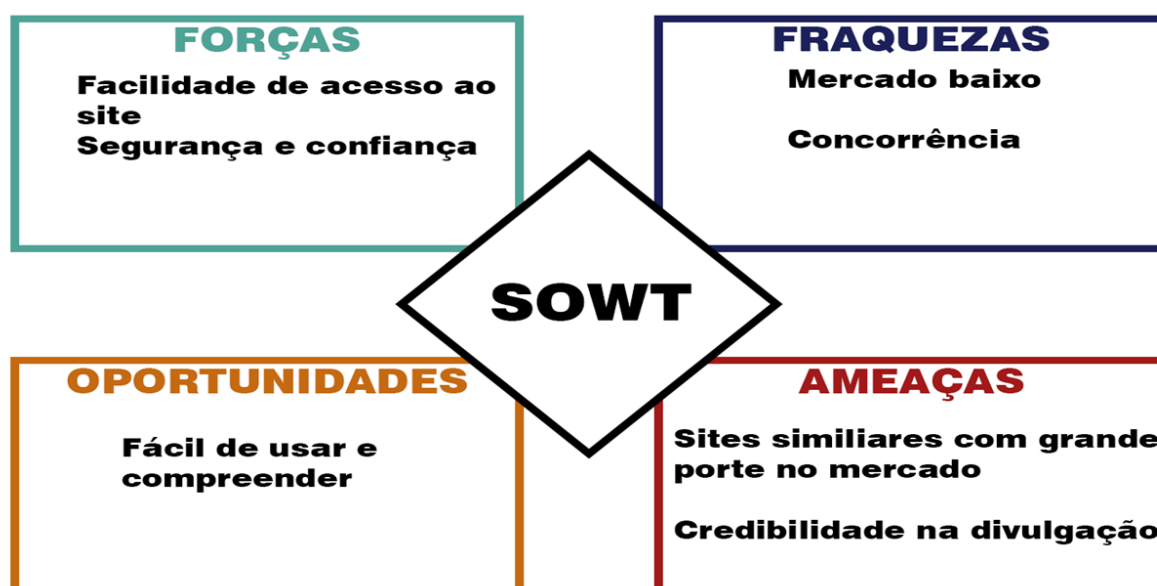 FORÇAS
Facilidade de acesso ao
site
Segurança e confiança
FRAQUEZAS
Mercado baixo
Concorrência
SOWT
OPORTUNIDADES
Fácil de usar e
compreender
AMEAÇAS
Sites similiares com grande
porte no mercado
Credibilidade na divulgação